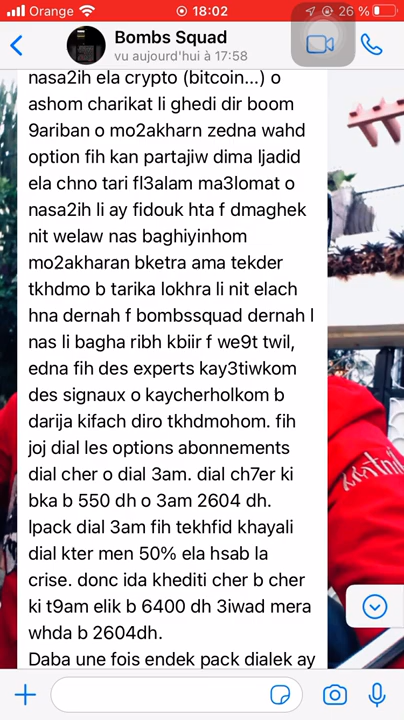 Orange 18:02 26 %
Bombs Squad
vu aujourd'hui à 17:58
nasa2ih ela crypto (bitcoin...) o
ashom charikat li ghedi dir boom
9ariban o mo2akharn zedna wahd
option fih kan partajiw dima ljadid
ela chno tari fl3alam ma3lomat o
nasa2ih li ay fidouk hta f dmaghek
nit welaw nas baghiyinhom
mo2akharan bketra ama tekder
tkhdmo b tarika lokhra li nit elach
hna dernah f bombssquad dernah l
nas li bagha ribh kbiir f we9t twil,
edna fih des experts kay3tiwkom
des signaux o kaycherholkom b
darija kifach diro tkhdmohom. fih
joj dial les options abonnements
dial cher o dial 3am. dial ch7er ki
bka b 550 dh o 3am 2604 dh.
lpack dial 3am fih tekhfid khayali
dial kter men 50% ela hsab la
crise. donc ida khediti cher b cher
ki t9am elik b 6400 dh 3iwad mera
whda b 2604dh.
Daba une fois endek pack dialek ay